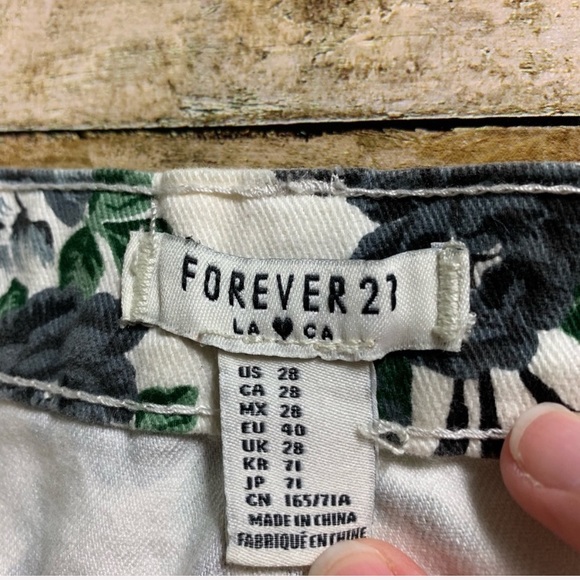 FOREVER 21
LA ♥ CA
US 28
CA 28
MX 28
EU 40
UK 28
KR 71
JP 71
CN 165/71A
MADE IN CHINA
FABRIQUÉ EN CHINE